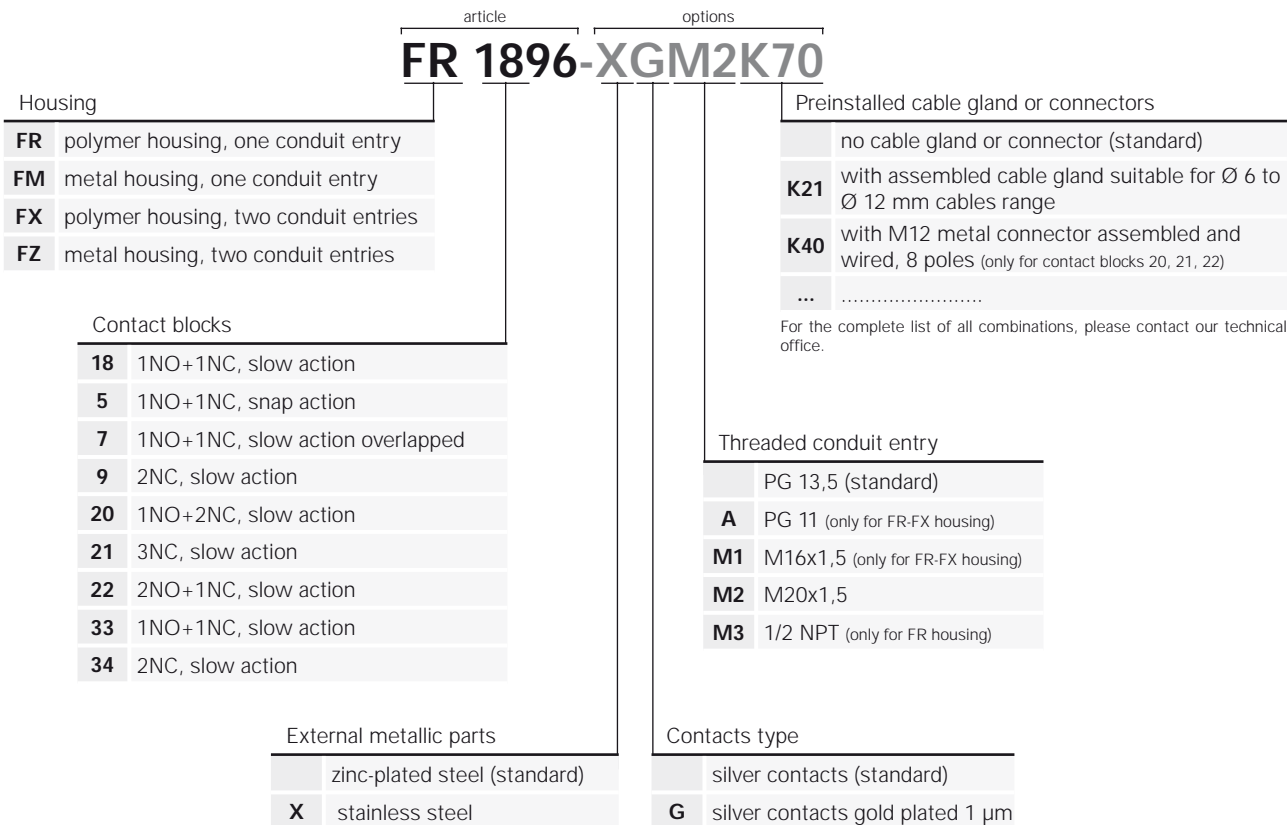 article options
FR 1896-XGM2K70
Housing
FR polymer housing, one conduit entry
FM metal housing, one conduit entry
FX polymer housing, two conduit entries
FZ metal housing, two conduit entries
Contact blocks
18 1NO+1NC, slow action
5 1NO+1NC, snap action
7 1NO+1NC, slow action overlapped
9 2NC, slow action
20 1NO+2NC, slow action
21 3NC, slow action
22 2NO+1NC, slow action
33 1NO+1NC, slow action
34 2NC, slow action
External metallic parts
zinc-plated steel (standard)
X stainless steel
Contacts type
silver contacts (standard)
G silver contacts gold plated 1 µm
Threaded conduit entry
PG 13,5 (standard)
A PG 11 (only for FR-FX housing)
M1 M16x1,5 (only for FR-FX housing)
M2 M20x1,5
M3 1/2 NPT (only for FR housing)
Preinstalled cable gland or connectors
no cable gland or connector (standard)
K21 with assembled cable gland suitable for Ø 6 to
Ø 12 mm cables range
K40 with M12 metal connector assembled and
wired, 8 poles (only for contact blocks 20, 21, 22)
... ........................
For the complete list of all combinations, please contact our technical
office.